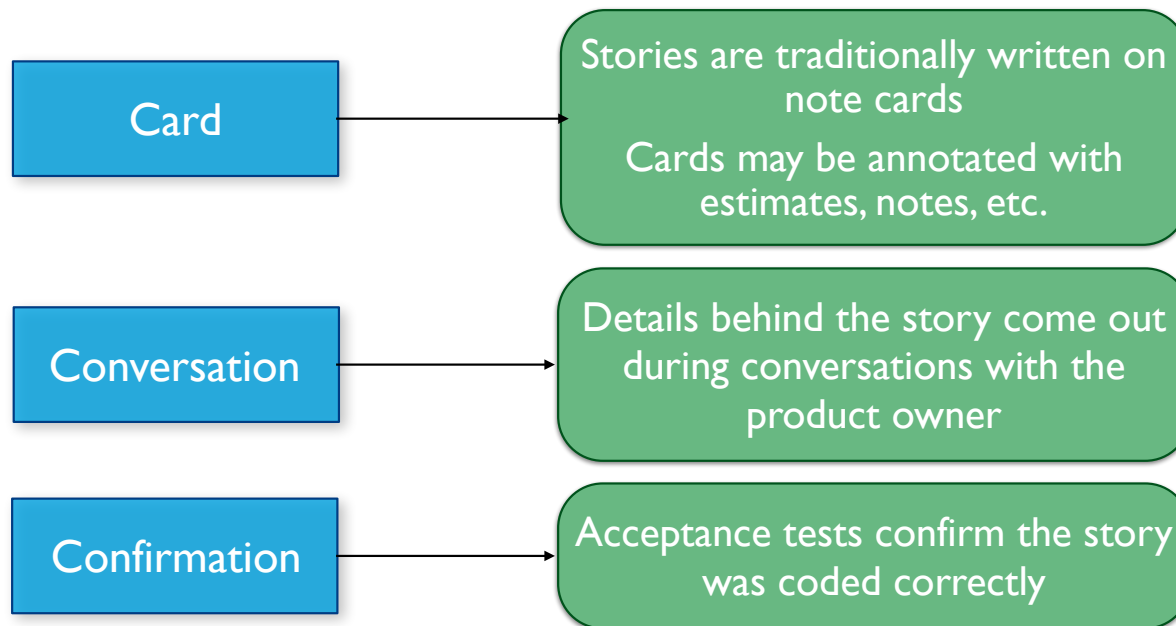 Card
Stories are traditionally written on
note cards
Cards may be annotated with
estimates, notes, etc.
Conversation
Details behind the story come out
during conversations with the
product owner
Confirmation
Acceptance tests confirm the story
was coded correctly